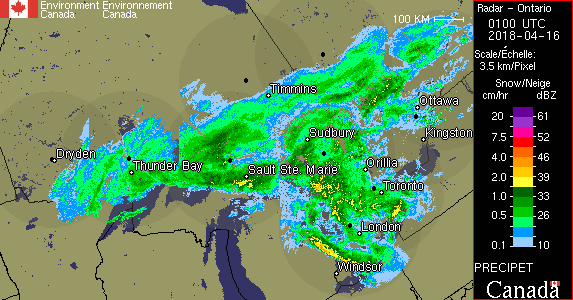 Environment Environnement
Canada Canada
100 KM
Timmins
Ottawa
Sudbury
Kingston
Dryden
Thunder Bay
Sault Ste. Marie
Orillia
Toronto
London
Windsor
Radar - Ontario
0100 UTC
2018-04-16
Scale/Échelle:
3.5 km/Pixel
Snow/Neige
cm/hr dBZ
20 61
7.5 52
4.0 46
2.0 39
1.0 33
0.5 26
0.1 10
PRECIPET
Canada